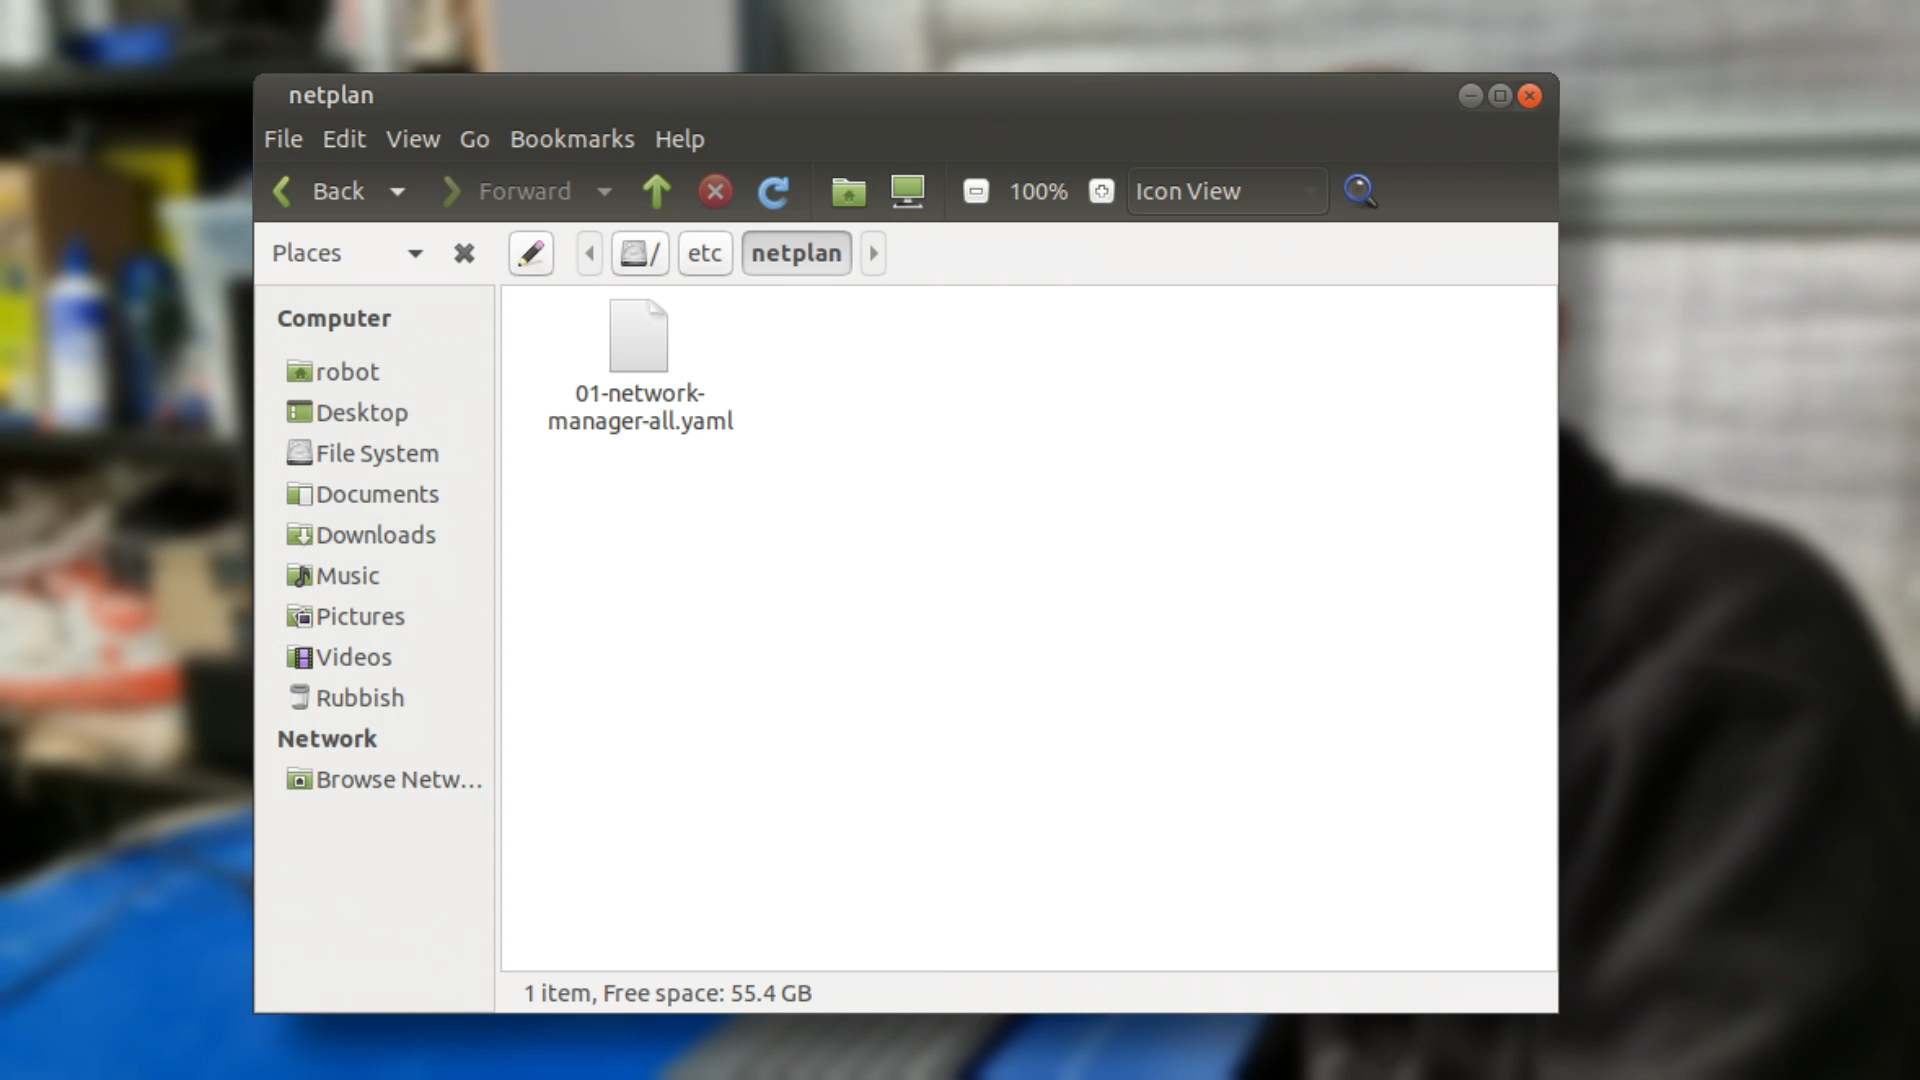 netplan
File Edit View Go Bookmarks Help
Back Forward 100% Icon View
Places / etc netplan
Computer
robot
Desktop
File System
Documents
Downloads
Music
Pictures
Videos
Rubbish
Network
Browse Netw...
01-network-
manager-all.yaml
1 item, Free space: 55.4 GB